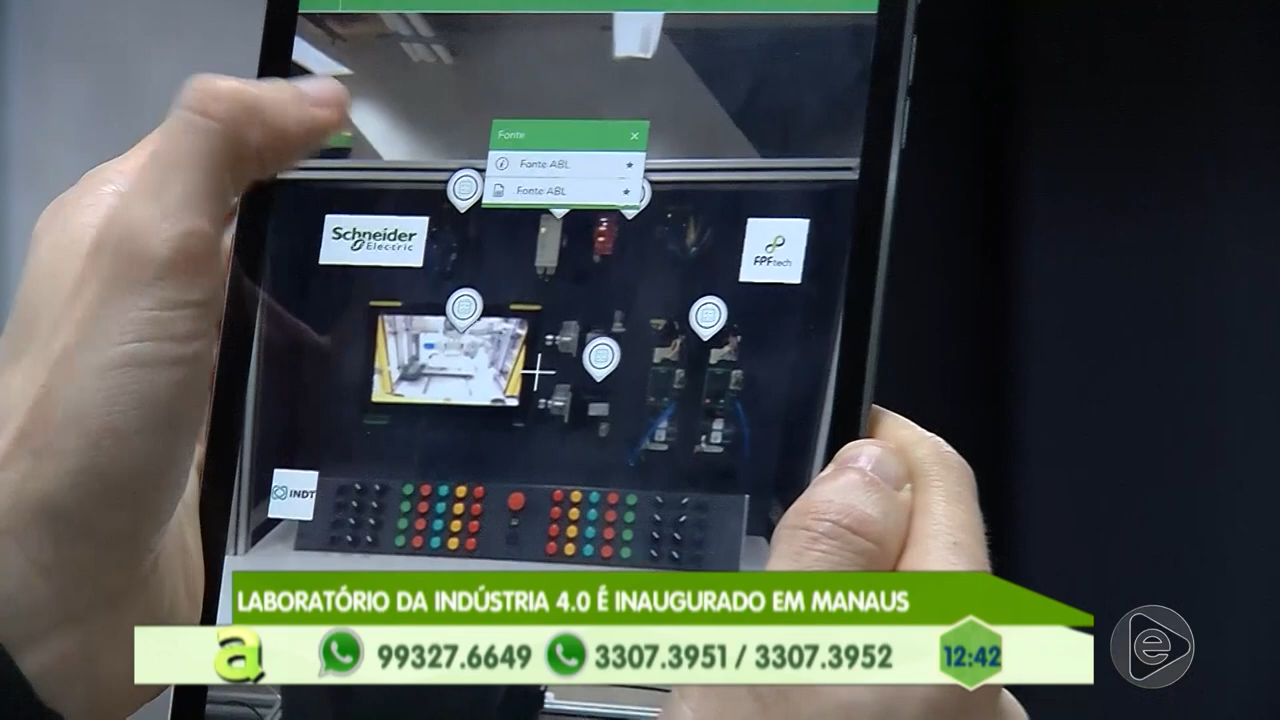 Fonte
Fonte ABL
Fonte ABL
Schneider
Electric
FPFtech
INDT
LABORATÓRIO DA INDÚSTRIA 4.0 É INAUGURADO EM MANAUS
a 99327.6649 3307.3951 / 3307.3952 12:42
e